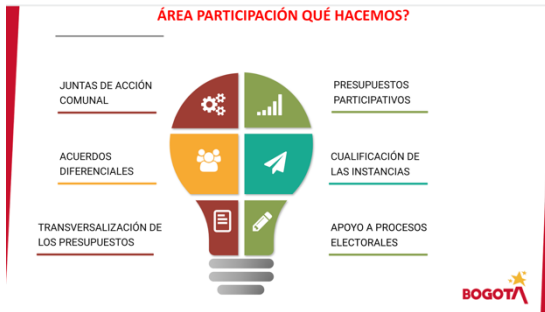 ÁREA PARTICIPACIÓN QUÉ HACEMOS?
JUNTAS DE ACCIÓN
COMUNAL
ACUERDOS
DIFERENCIALES
TRANSVERSALIZACIÓN DE
LOS PRESUPUESTOS
PRESUPUESTOS
PARTICIPATIVOS
CUALIFICACIÓN DE
LAS INSTANCIAS
APOYO A PROCESOS
ELECTORALES
BOGOTÁ